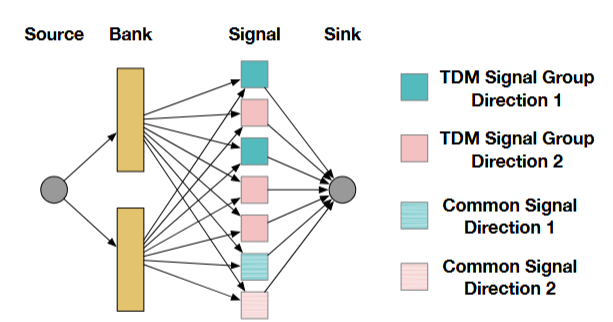 Source Bank Signal Sink
TDM Signal Group
Direction 1
TDM Signal Group
Direction 2
Common Signal
Direction 1
Common Signal
Direction 2